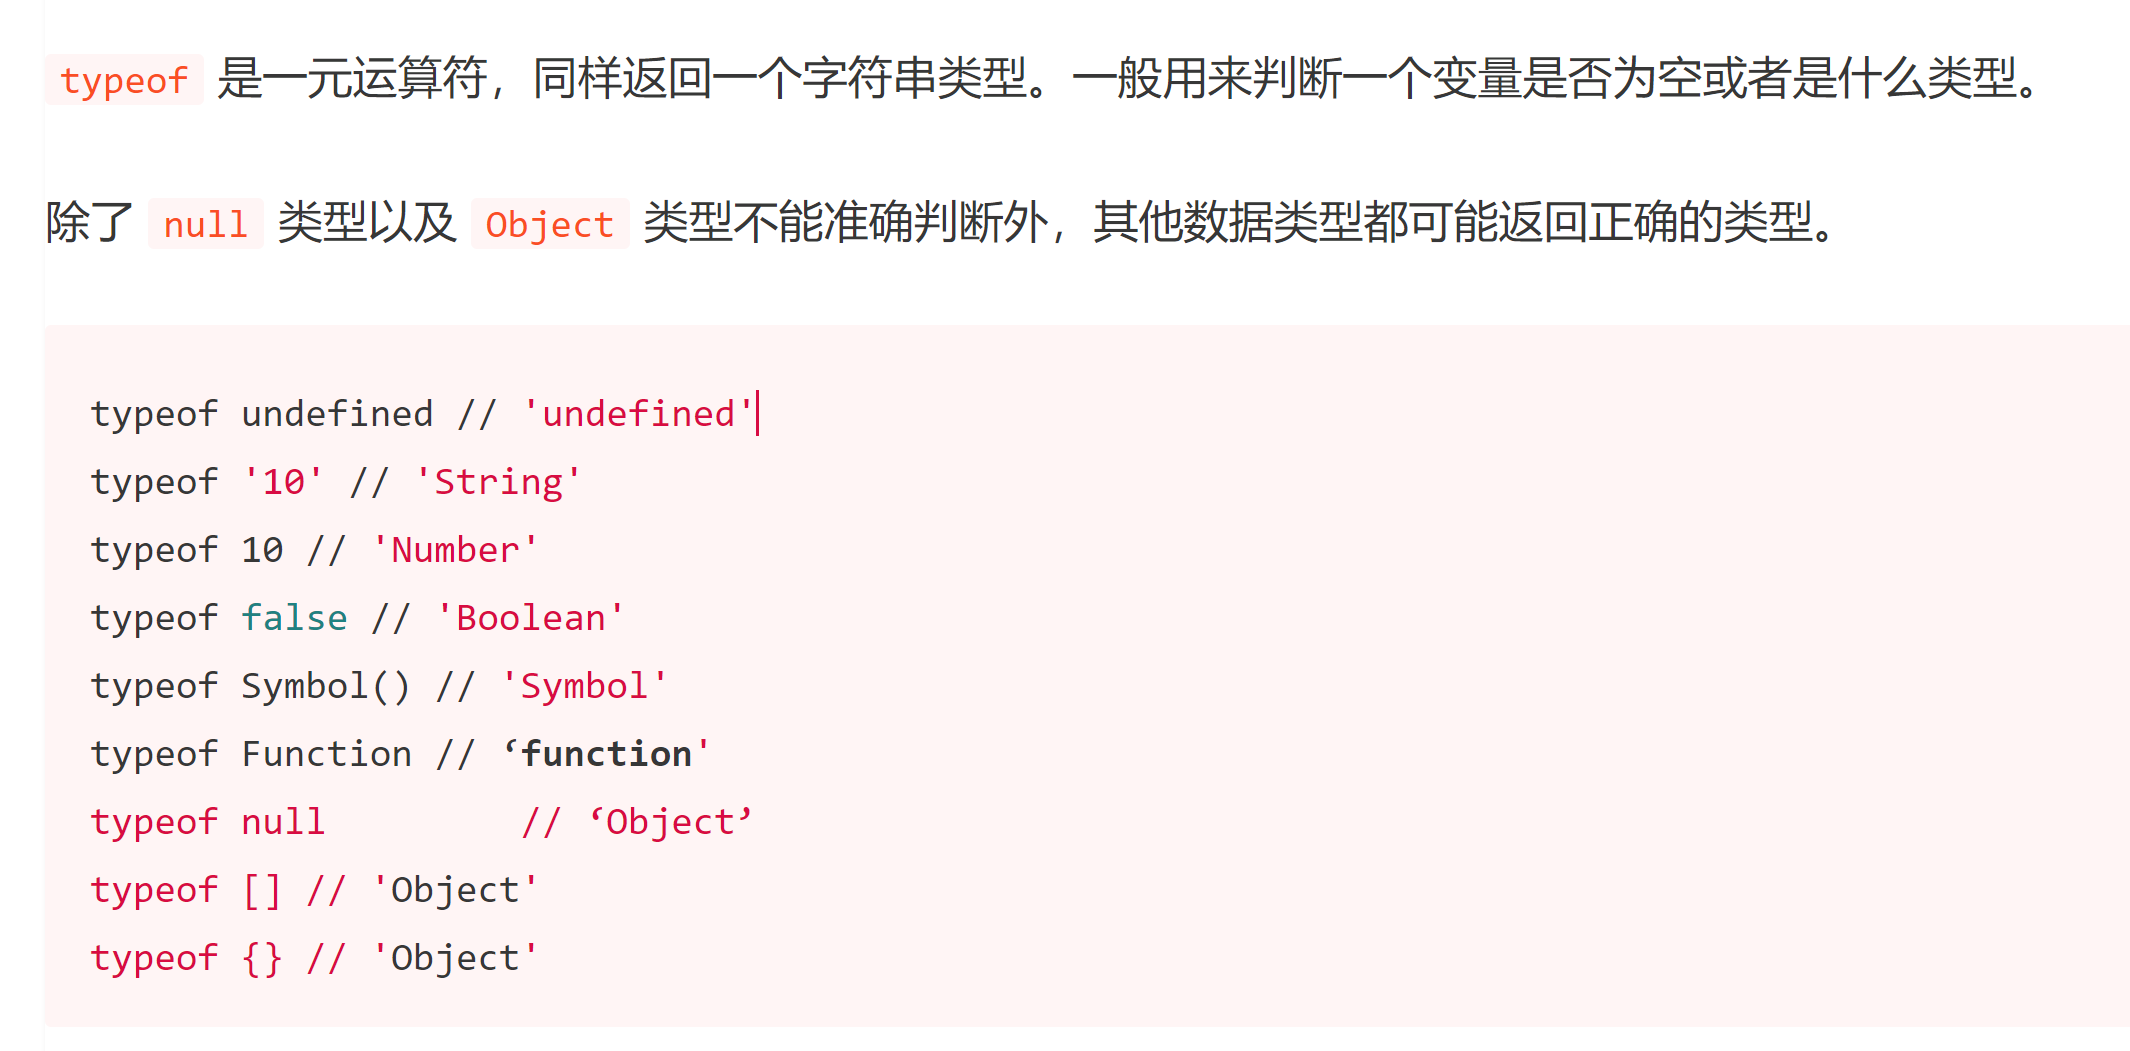 typeof 是一元运算符，同样返回一个字符串类型。一般用来判断一个变量是否为空或者是什么类型。
除了 null 类型以及 Object 类型不能准确判断外，其他数据类型都可能返回正确的类型。
typeof undefined // 'undefined'
typeof '10' // 'String'
typeof 10 // 'Number'
typeof false // 'Boolean'
typeof Symbol() // 'Symbol'
typeof Function // ‘function'
typeof null         // ‘Object’
typeof [] // 'Object'
typeof {} // 'Object'